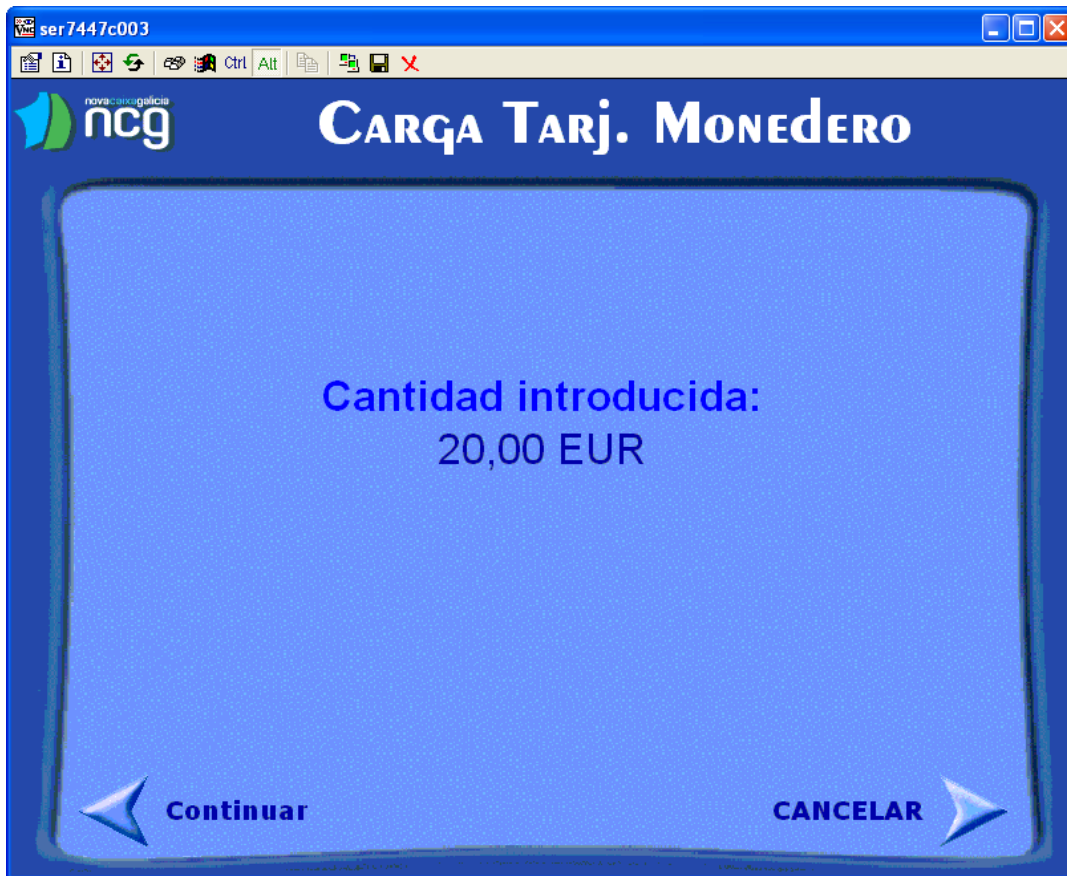 ser7447c003
Ctrl Alt
novacaixagalicia
ncg
Carga Tarj. Monedero
Cantidad introducida:
20,00 EUR
Continuar
CANCELAR